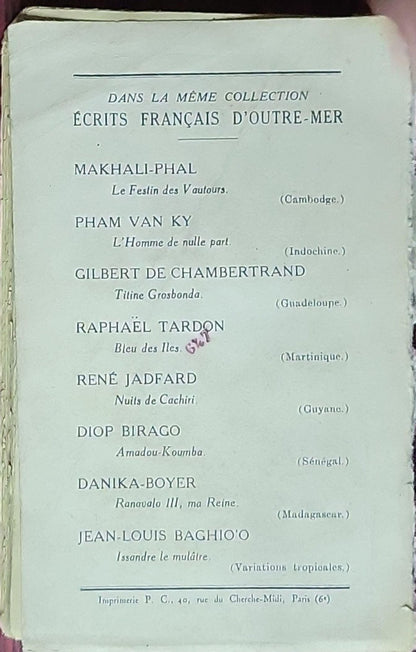 DANS LA MÊME COLLECTION
ÉCRITS FRANÇAIS D'OUTRE-MER
MAKHALI-PHAL
Le Festin des Vautours.
(Cambodge.)
PHAM VAN KY
L'Homme de nulle part.
(Indochine.)
GILBERT DE CHAMBERTRAND
Titine Grosbonda.
(Guadeloupe.)
RAPHAËL TARDON
Bleu des Iles.
(Martinique.)
RENÉ JADFARD
Nuits de Cachiri.
(Guyane.)
DIOP BIRAGO
Amadou-Koumba.
(Sénégal.)
DANIKA-BOYER
Ranavalo III, ma Reine.
(Madagascar.)
JEAN-LOUIS BAGHIO'O
Issandre le mulâtre.
(Variations tropicales.)
Imprimerie P. C., 40, rue du Cherche-Midi, Paris (6ᵉ)